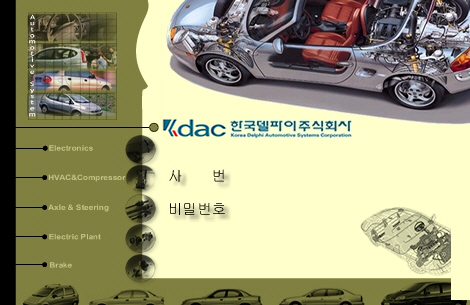 Automotive System
kdac 한국델파이주식회사
Korea Delphi Automotive Systems Corporation
Electronics
HVAC&Compressor
사 번
Axle & Steering
비밀번호
Electric Plant
Brake